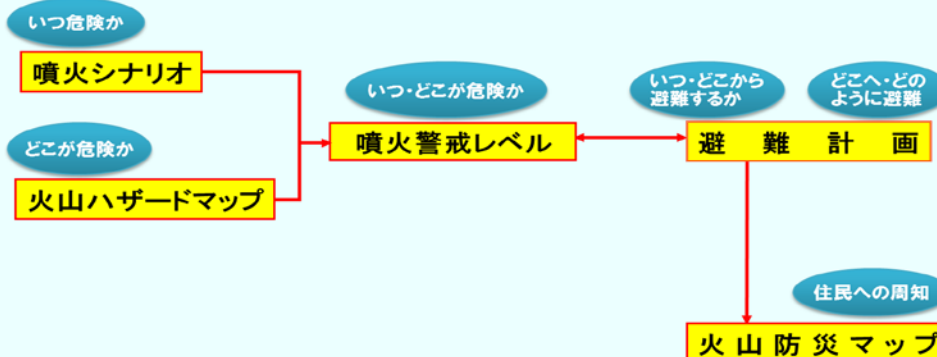 いつ危険か
噴火シナリオ
どこが危険か
火山ハザードマップ
いつ・どこが危険か
噴火警戒レベル
いつ・どこから
避難するか
どこへ・どの
ように避難
避難計画
住民への周知
火山防災マップ